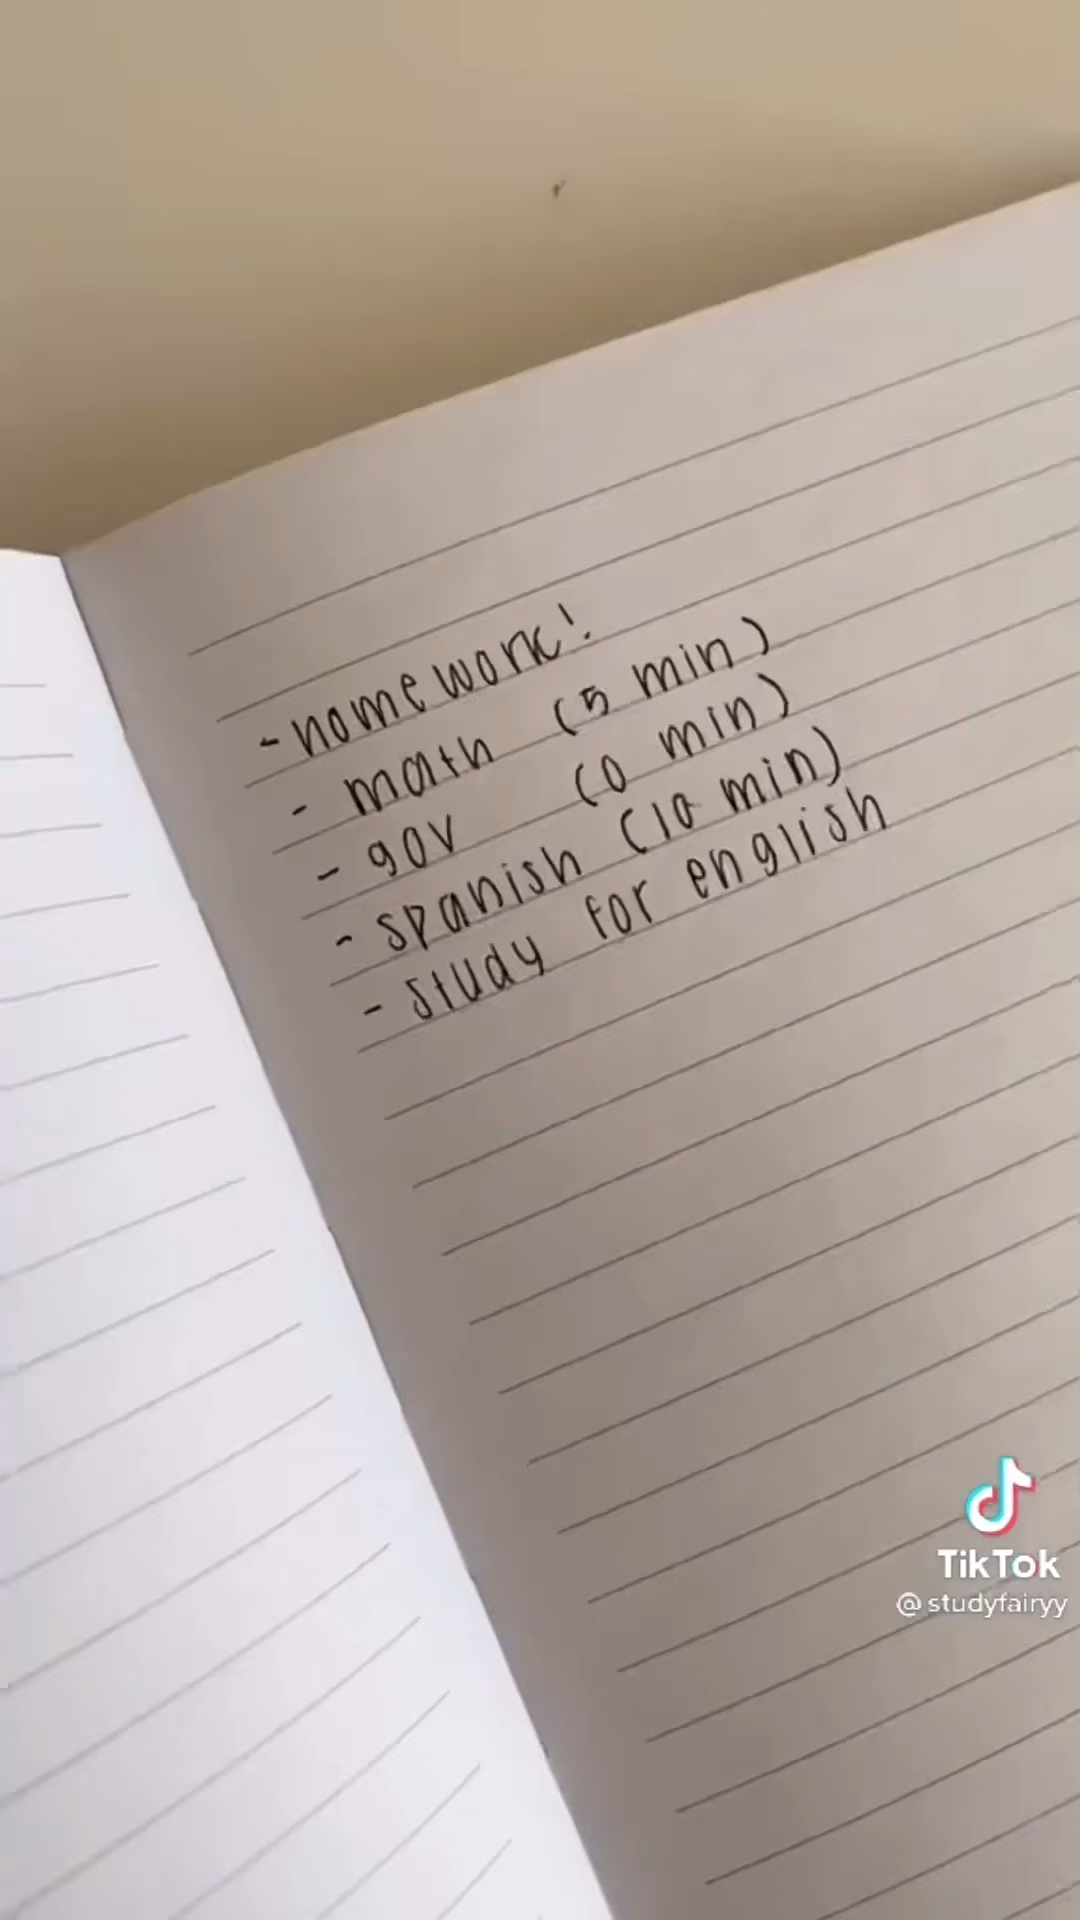 - homework!
- math (5 min)
- gov (0 min)
- spanish (10 min)
- study for english
TikTok
@studyfairyy